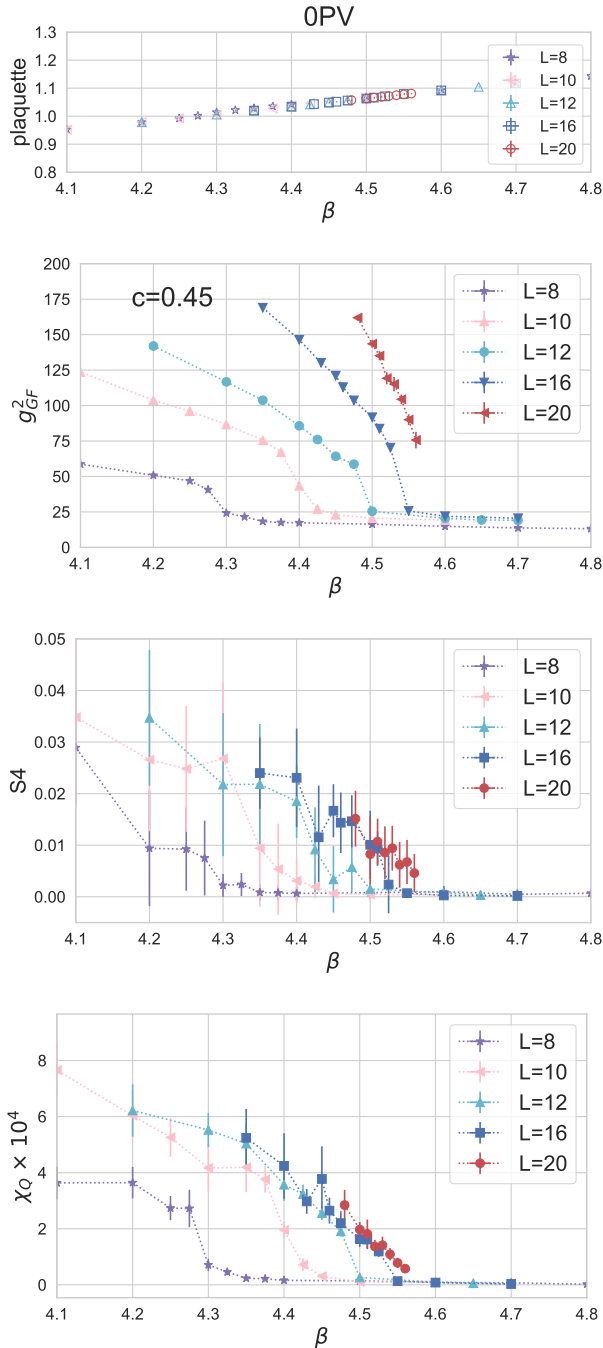 0PV
plaquette
1.3
1.2
1.1
1.0
0.9
0.8
L=8
L=10
L=12
L=16
L=20
4.1 4.2 4.3 4.4 4.5 4.6 4.7 4.8
β
g²_GF
200
175
150
125
100
75
50
25
0
c=0.45
L=8
L=10
L=12
L=16
L=20
4.1 4.2 4.3 4.4 4.5 4.6 4.7 4.8
β
S4
0.05
0.04
0.03
0.02
0.01
0.00
L=8
L=10
L=12
L=16
L=20
4.1 4.2 4.3 4.4 4.5 4.6 4.7 4.8
β
χ_Q × 10⁴
8
6
4
2
0
L=8
L=10
L=12
L=16
L=20
4.1 4.2 4.3 4.4 4.5 4.6 4.7 4.8
β